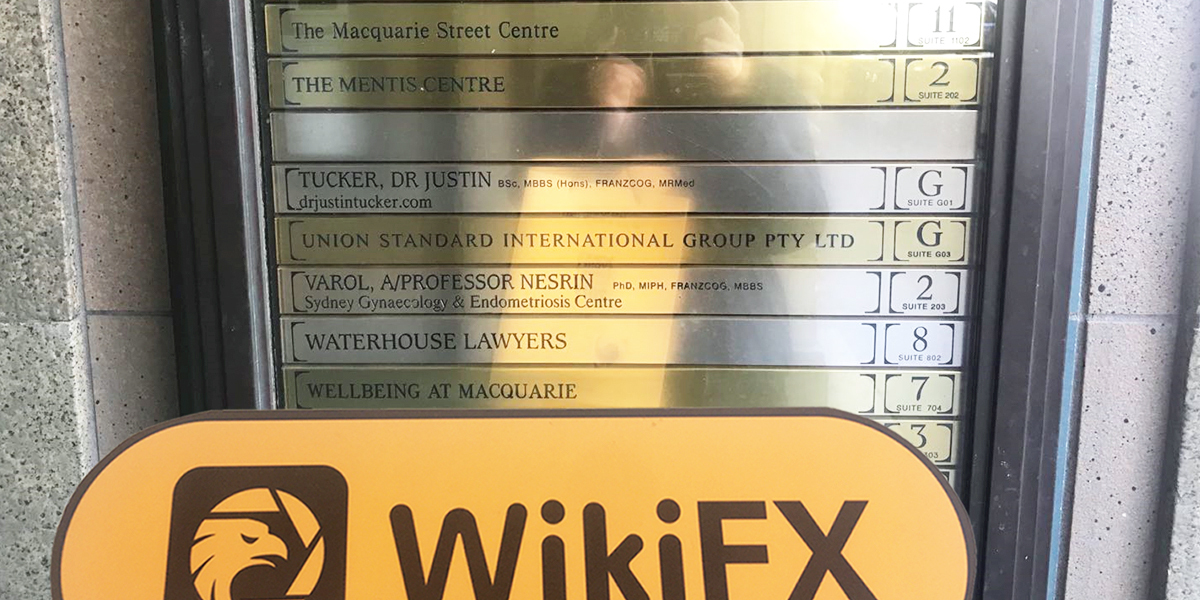 The Macquarie Street Centre
11
SUITE 1102
THE MENTIS CENTRE
2
SUITE 202
TUCKER, DR JUSTIN BSc, MBBS (Hons), FRANZCOG, MRMed
drjustintucker.com
G
SUITE G01
UNION STANDARD INTERNATIONAL GROUP PTY LTD
G
SUITE G03
VAROL, A/PROFESSOR NESRIN PhD, MIPH, FRANZCOG, MBBS
Sydney Gynaecology & Endometriosis Centre
2
SUITE 203
WATERHOUSE LAWYERS
8
SUITE 802
WELLBEING AT MACQUARIE
7
SUITE 704
3
WikiFX